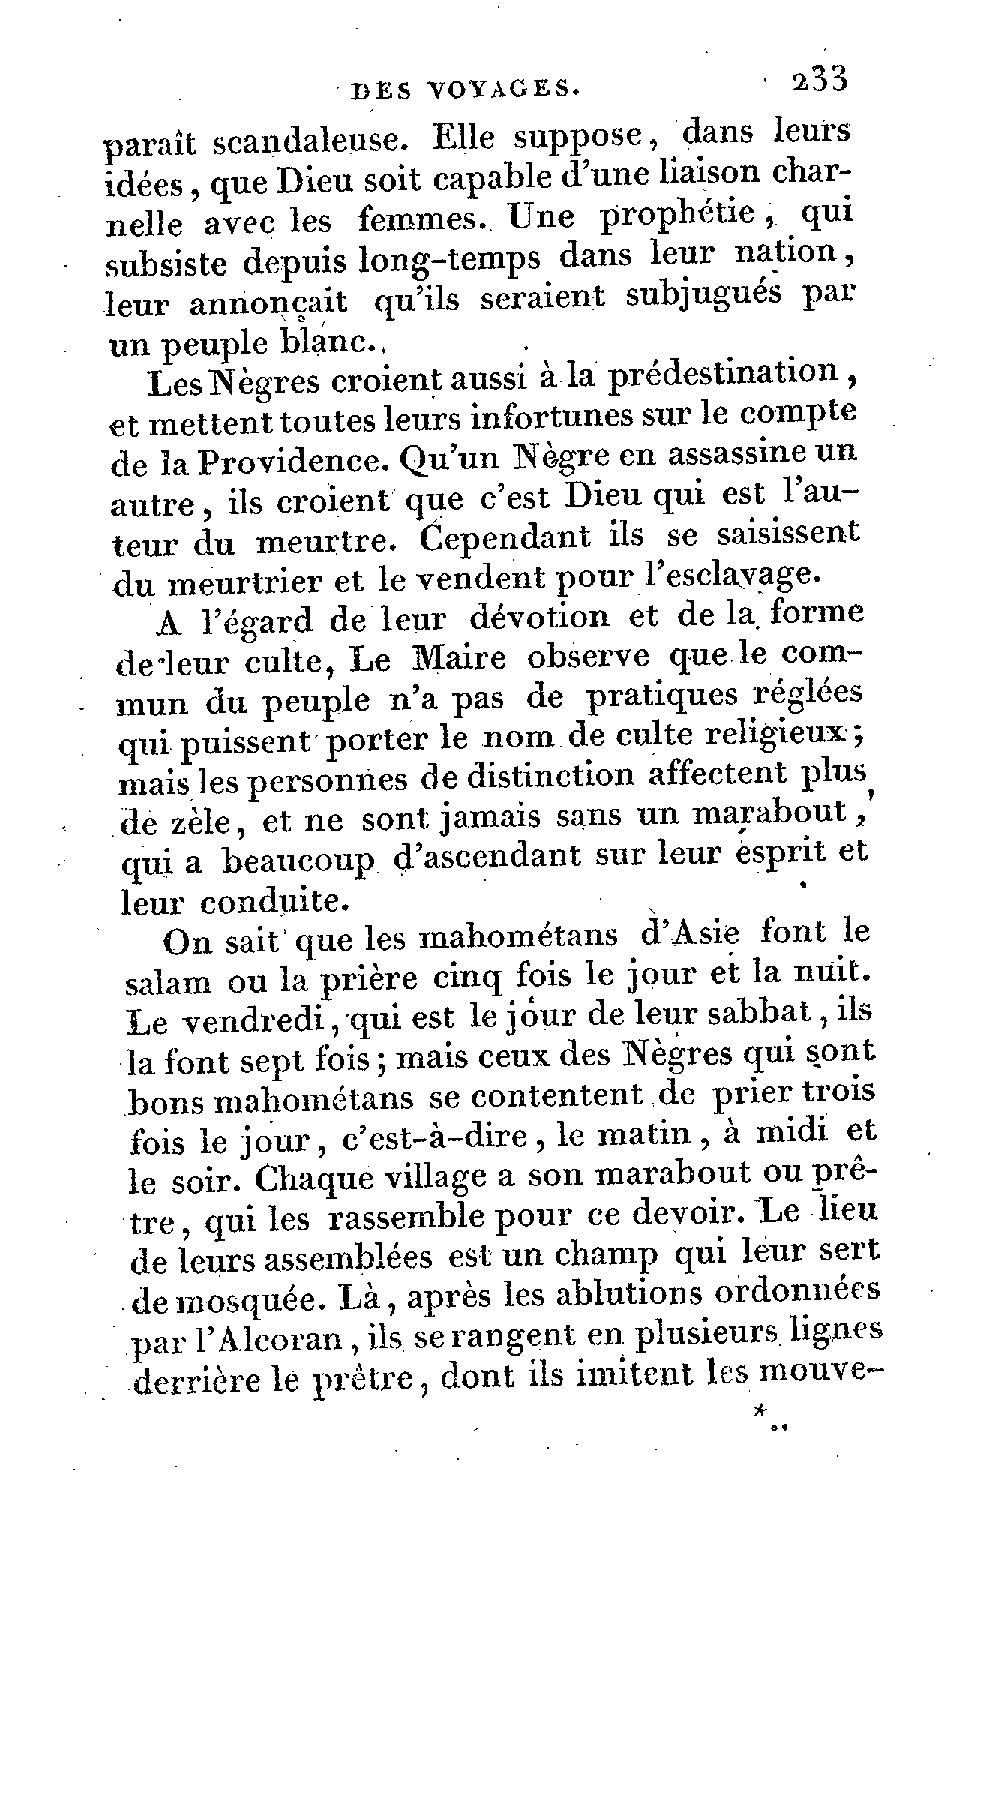 DES VOYAGES. 233
paraît scandaleuse. Elle suppose, dans leurs
idées, que Dieu soit capable d'une liaison char-
nelle avec les femmes. Une prophétie, qui
subsiste depuis long-temps dans leur nation,
leur annonçait qu'ils seraient subjugués par
un peuple blanc.
Les Nègres croient aussi à la prédestination,
et mettent toutes leurs infortunes sur le compte
de la Providence. Qu'un Nègre en assassine un
autre, ils croient que c'est Dieu qui est l'au-
teur du meurtre. Cependant ils se saisissent
du meurtrier et le vendent pour l'esclavage.
A l'égard de leur dévotion et de la forme
de leur culte, Le Maire observe que le com-
mun du peuple n'a pas de pratiques réglées
qui puissent porter le nom de culte religieux;
mais les personnes de distinction affectent plus
de zèle, et ne sont jamais sans un marabout,
qui a beaucoup d'ascendant sur leur esprit et
leur conduite.
On sait que les mahométans d'Asie font le
salam ou la prière cinq fois le jour et la nuit.
Le vendredi, qui est le jour de leur sabbat, ils
la font sept fois; mais ceux des Nègres qui sont
bons mahométans se contentent de prier trois
fois le jour, c'est-à-dire, le matin, à midi et
le soir. Chaque village a son marabout ou prê-
tre, qui les rassemble pour ce devoir. Le lieu
de leurs assemblées est un champ qui leur sert
de mosquée. Là, après les ablutions ordonnées
par l'Alcoran, ils se rangent en plusieurs lignes
derrière le prêtre, dont ils imitent les mouve-
*..